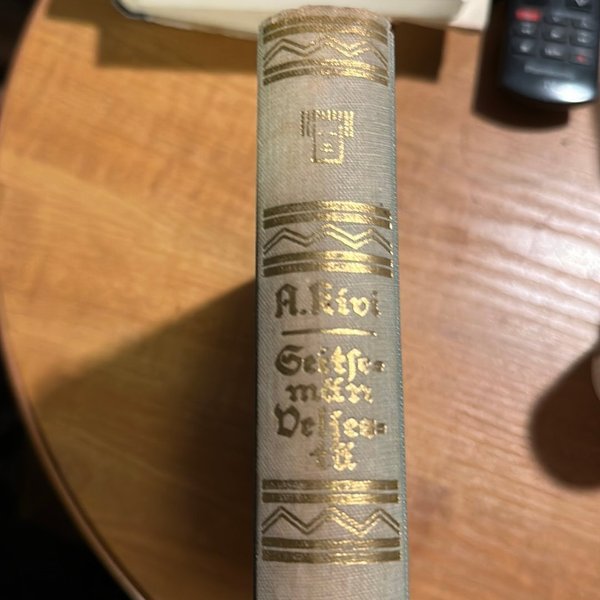 A. Kivi
Seitse-
män
Veljes-
tä